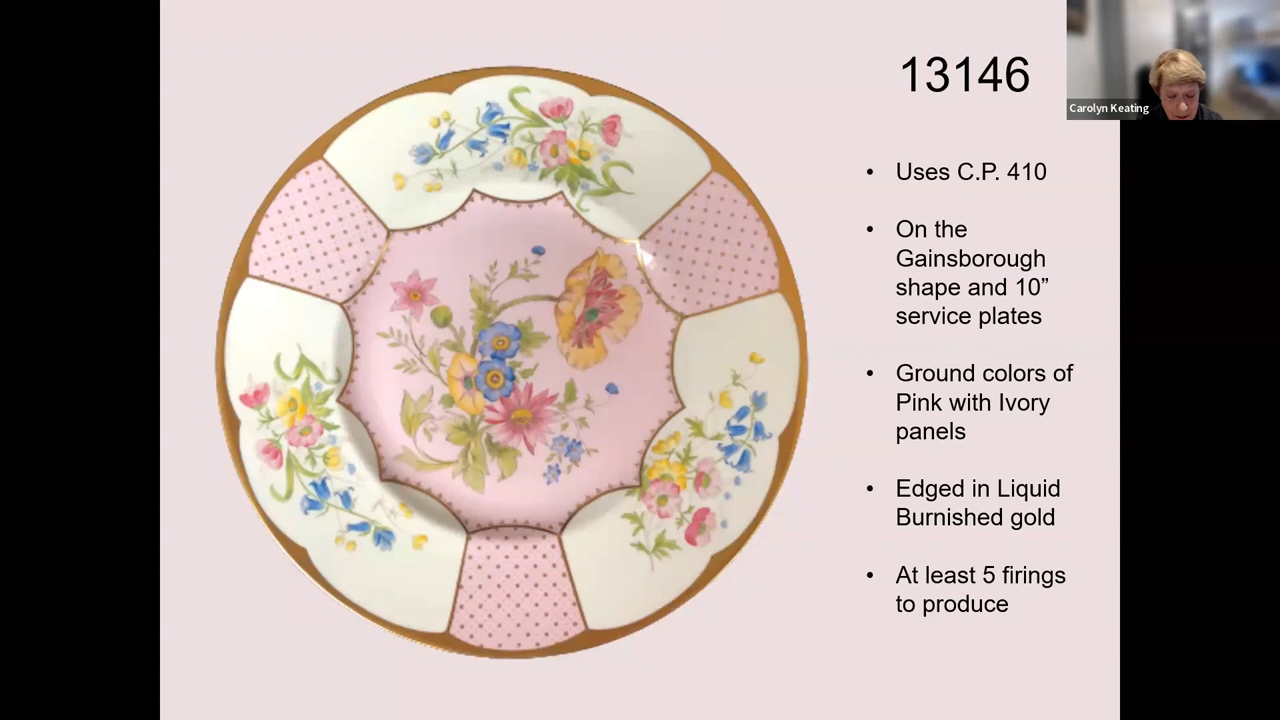 13146
Carolyn Keating
• Uses C.P. 410
• On the
Gainsborough
shape and 10”
service plates
• Ground colors of
Pink with Ivory
panels
• Edged in Liquid
Burnished gold
• At least 5 firings
to produce